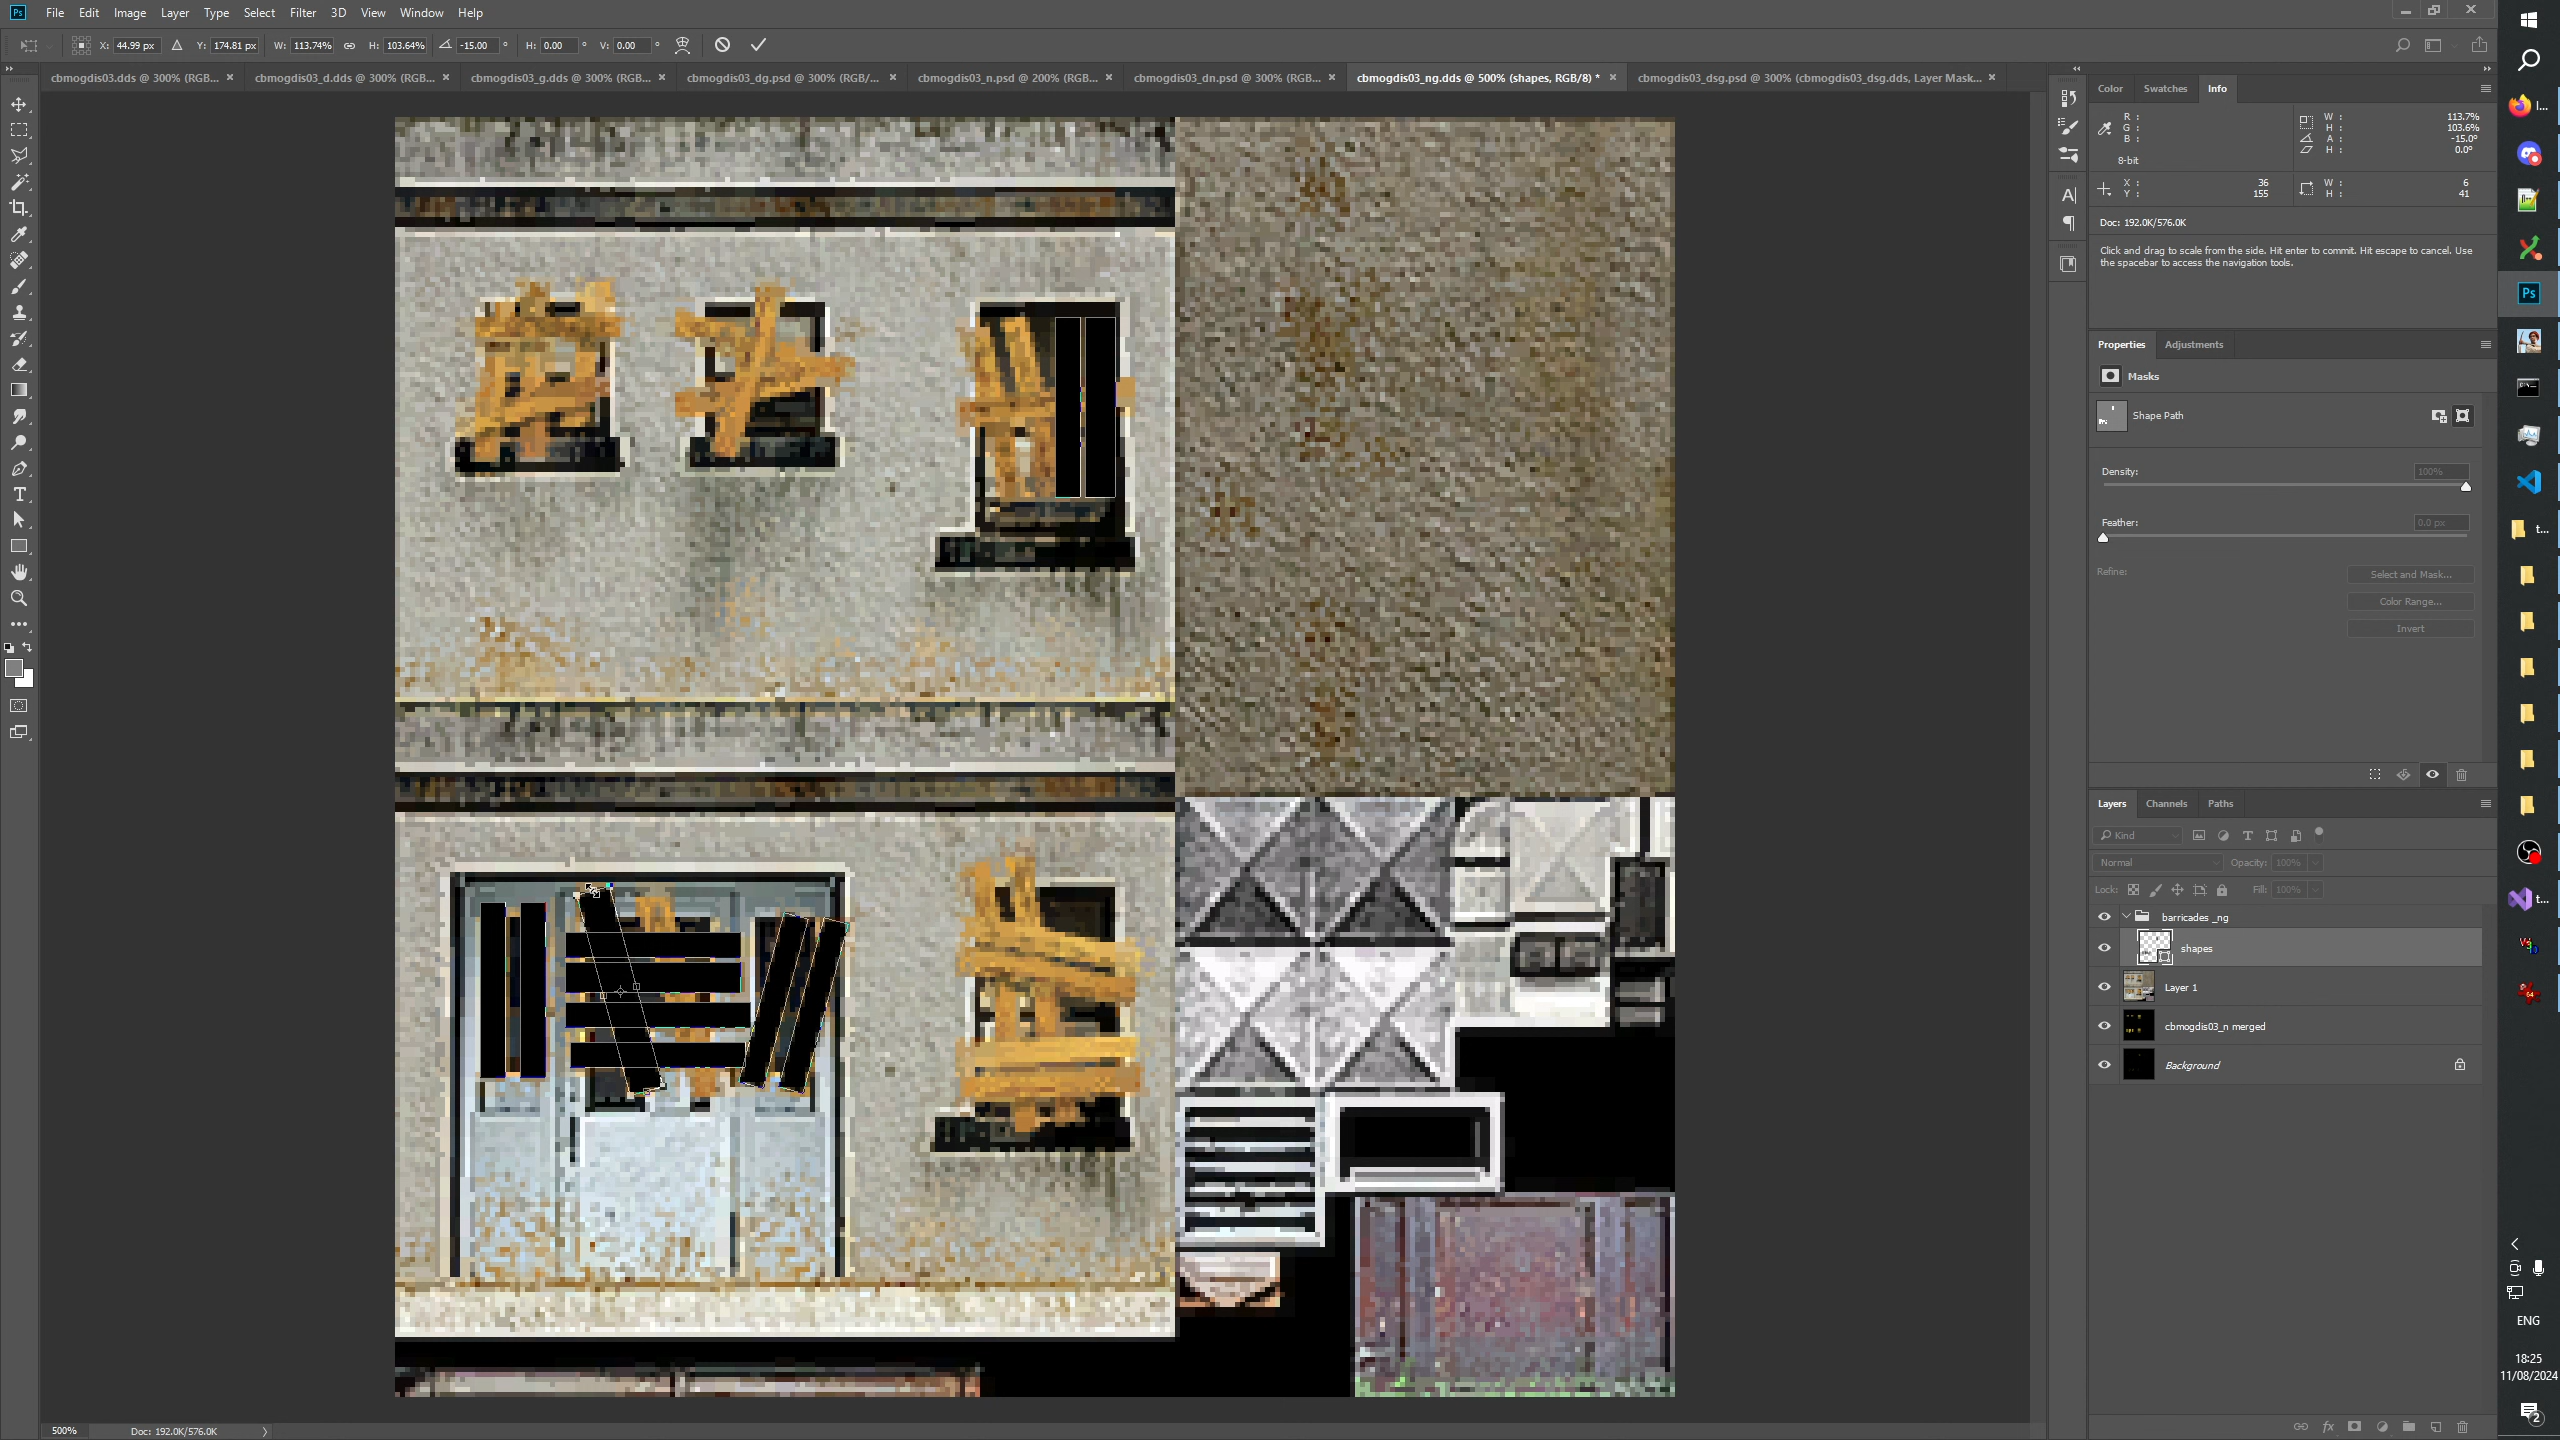 File Edit Image Layer Type Select Filter 3D View Window Help
X: 44.99 px Y: 174.81 px W: 113.74% H: 103.64% -15.00 ° H: 0.00 ° V: 0.00 °
cbmogdis03.dds @ 300% (RGB... cbmogdis03_d.dds @ 300% (RGB... cbmogdis03_g.dds @ 300% (RGB... cbmogdis03_dg.psd @ 300% (RGB/... cbmogdis03_n.psd @ 200% (RGB... cbmogdis03_dn.psd @ 300% (RGB... cbmogdis03_ng.dds @ 500% (shapes, RGB/8) * cbmogdis03_dsg.psd @ 300% (cbmogdis03_dsg.dds, Layer Mask...
Color Swatches Info
R : W : 113.7%
G : H : 103.6%
B : A : -15.0°
H : 0.0°
8-bit
X : 36 W : 6
Y : 155 H : 41
Doc: 192.0K/576.0K
Click and drag to scale from the side. Hit enter to commit. Hit escape to cancel. Use
the spacebar to access the navigation tools.
Properties Adjustments
Masks
Shape Path
Density: 100%
Feather: 0.0 px
Refine: Select and Mask...
Color Range...
Invert
Layers Channels Paths
Kind
Normal Opacity: 100%
Lock: Fill: 100%
barricades _ng
shapes
Layer 1
cbmogdis03_n merged
Background
500% Doc: 192.0K/576.0K
Ps
I...
Ps
t...
t...
ENG
18:25
11/08/2024
2